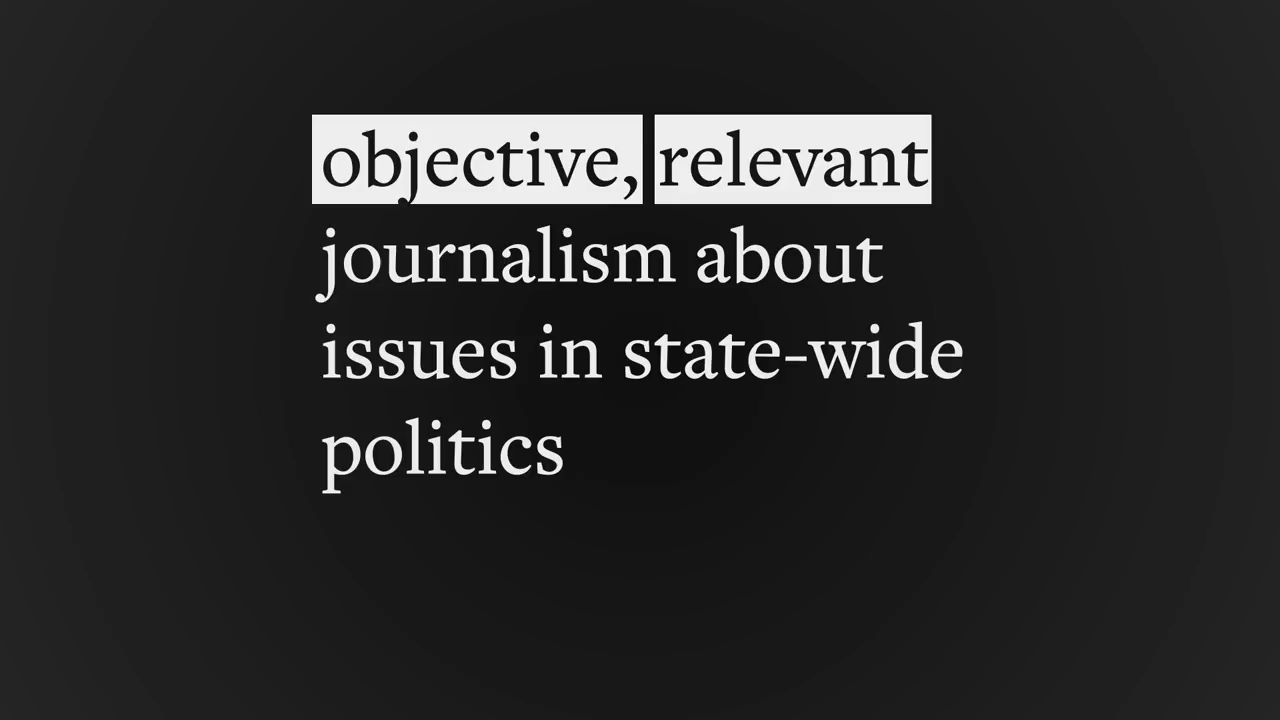 objective, relevant
journalism about
issues in state-wide
politics